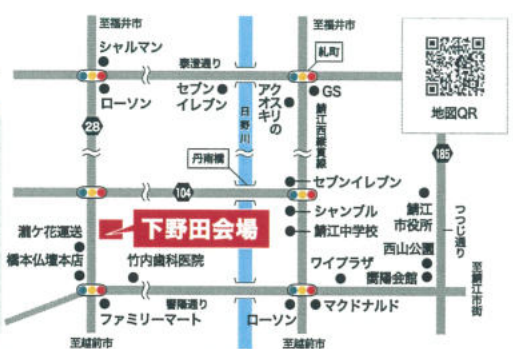 至福井市
至福井市
シャルマン
泰澄通り
札町
ローソン
セブン
イレブン
クスリの
アオキ
GS
地図QR
28
日野川
鯖江西縦貫線
丹南橋
185
104
セブンイレブン
シャンブル
鯖江中学校
鯖江
市役所
つつじ通り
瀧ケ花運送
下野田会場
橋本仏壇本店
竹内歯科医院
西山公園
ワイプラザ
嚮陽会館
至鯖江市街
嚮陽通り
ファミリーマート
ローソン
マクドナルド
至越前市
至越前市